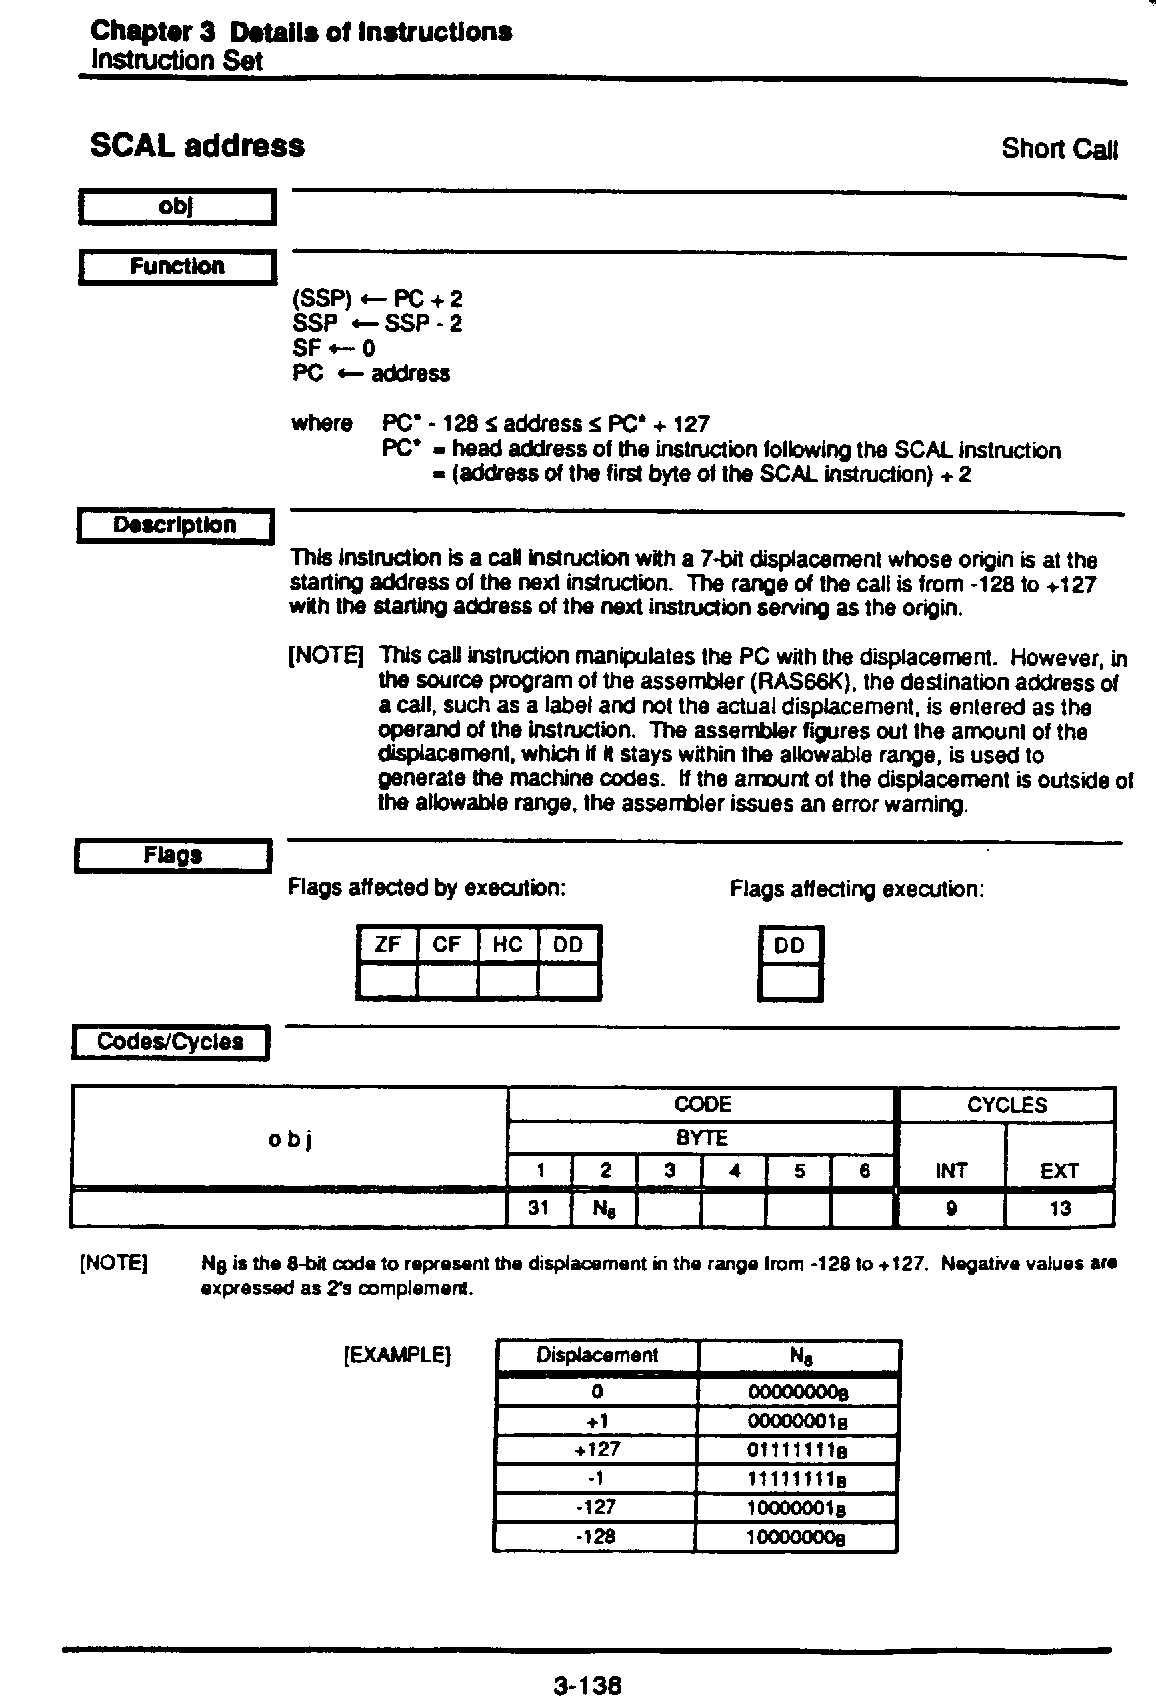 Chapter 3 Details of Instructions
Instruction Set
SCAL address
Short Call
obj
Function
(SSP) ← PC + 2
SSP ← SSP - 2
SF ← 0
PC ← address
where PC* - 128 ≤ address ≤ PC* + 127
PC* = head address of the instruction following the SCAL instruction
= (address of the first byte of the SCAL instruction) + 2
Description
This instruction is a call instruction with a 7-bit displacement whose origin is at the
starting address of the next instruction. The range of the call is from -128 to +127
with the starting address of the next instruction serving as the origin.
[NOTE] This call instruction manipulates the PC with the displacement. However, in
the source program of the assembler (RAS66K), the destination address of
a call, such as a label and not the actual displacement, is entered as the
operand of the instruction. The assembler figures out the amount of the
displacement, which if it stays within the allowable range, is used to
generate the machine codes. If the amount of the displacement is outside of
the allowable range, the assembler issues an error warning.
Flags
Flags affected by execution:
Flags affecting execution:
ZF CF HC DD
DD
Codes/Cycles
obj
CODE
CYCLES
BYTE
1 2 3 4 5 6 INT EXT
31 N8 9 13
[NOTE] N8 is the 8-bit code to represent the displacement in the range from -128 to +127. Negative values are
expressed as 2's complement.
[EXAMPLE]
Displacement N8
0 00000000B
+1 00000001B
+127 01111111B
-1 11111111B
-127 10000001B
-128 10000000B
3-138